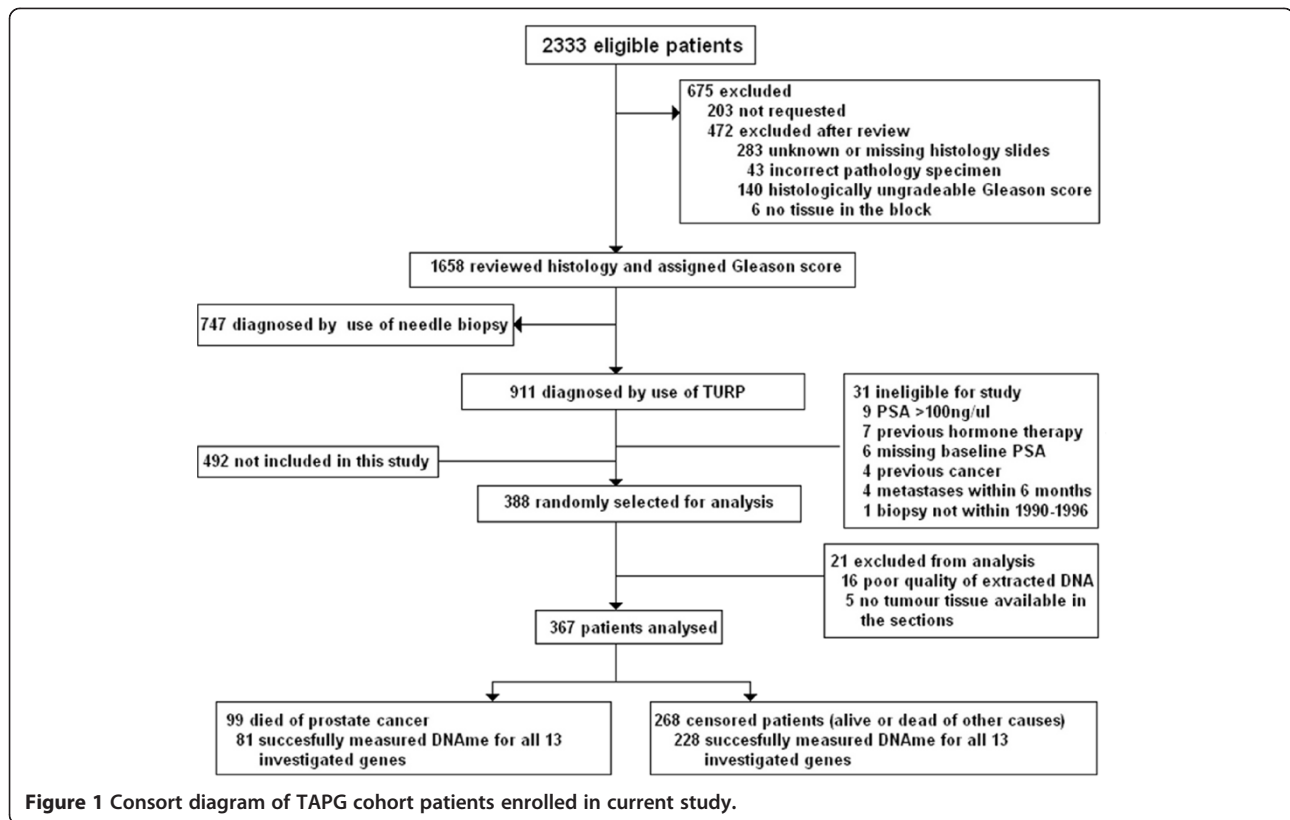 2333 eligible patients
675 excluded
203 not requested
472 excluded after review
283 unknown or missing histology slides
43 incorrect pathology specimen
140 histologically ungradeable Gleason score
6 no tissue in the block
1658 reviewed histology and assigned Gleason score
747 diagnosed by use of needle biopsy
911 diagnosed by use of TURP
31 ineligible for study
9 PSA >100ng/ul
7 previous hormone therapy
6 missing baseline PSA
4 previous cancer
4 metastases within 6 months
1 biopsy not within 1990-1996
492 not included in this study
388 randomly selected for analysis
21 excluded from analysis
16 poor quality of extracted DNA
5 no tumour tissue available in
the sections
367 patients analysed
99 died of prostate cancer
81 succesfully measured DNAme for all 13
investigated genes
268 censored patients (alive or dead of other causes)
228 succesfully measured DNAme for all 13
investigated genes
Figure 1 Consort diagram of TAPG cohort patients enrolled in current study.